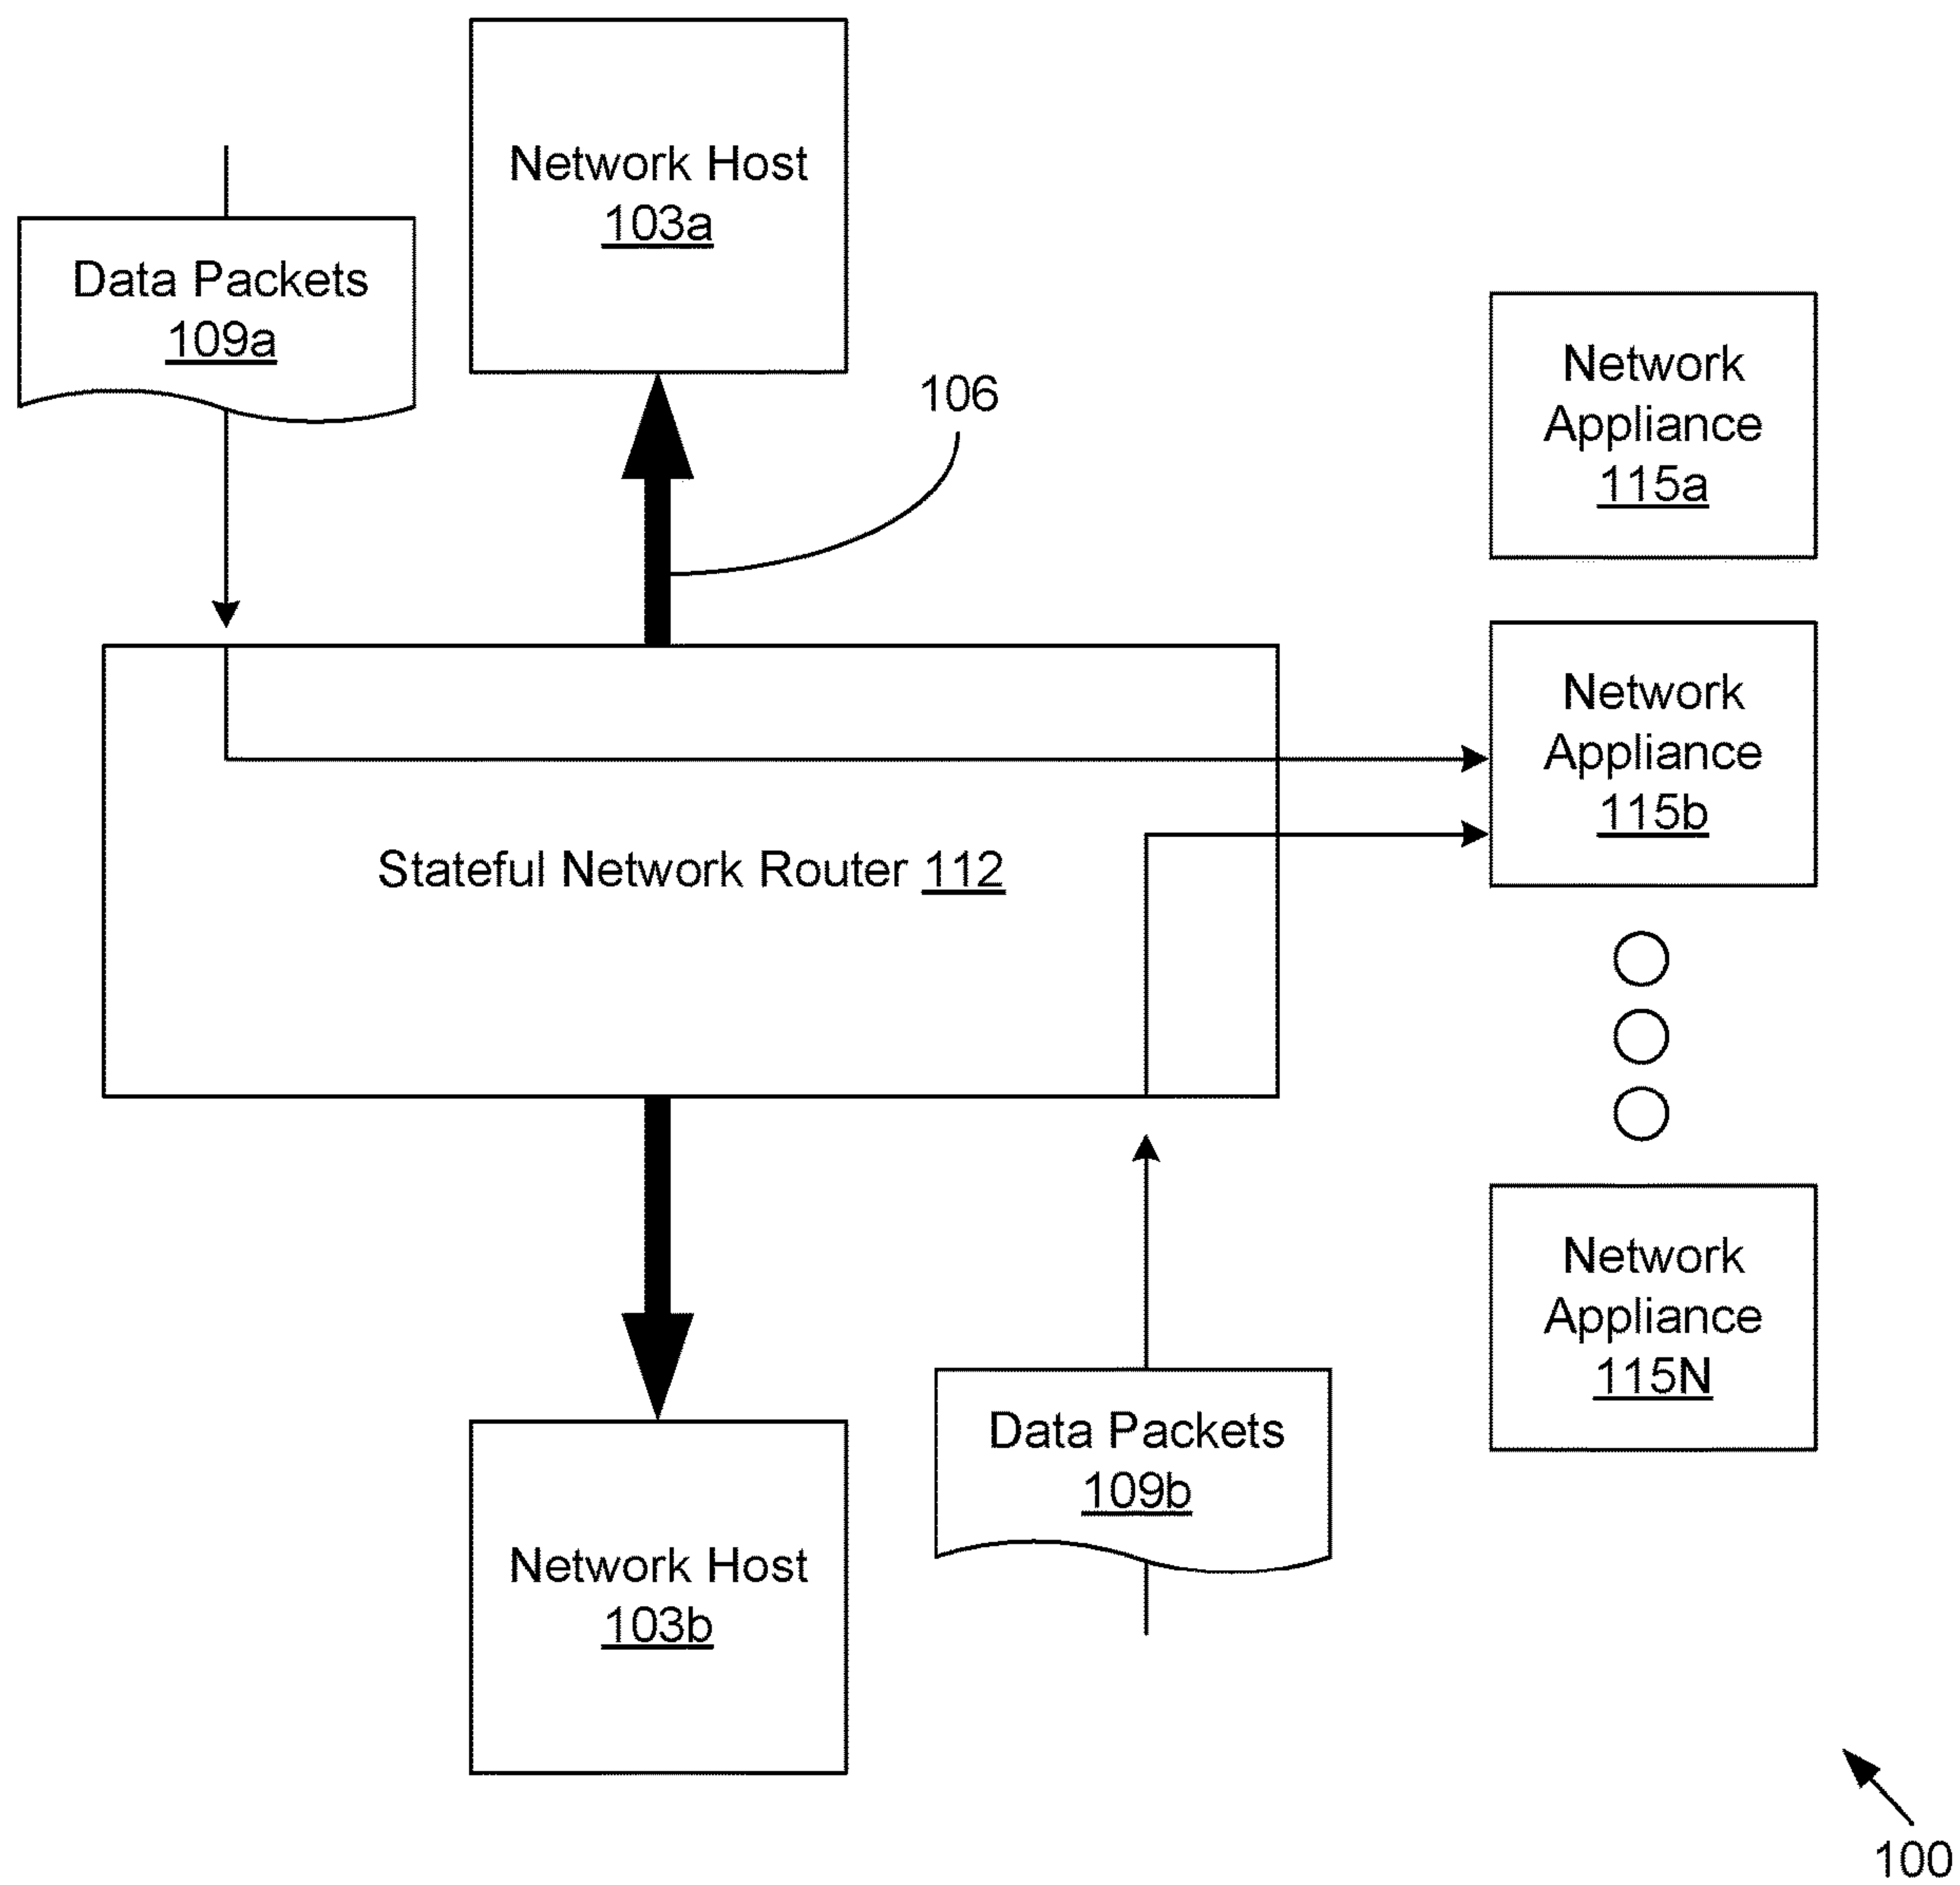 Network Host
103a
Data Packets
109a
106
Network
Appliance
115a
Network
Appliance
115b
Stateful Network Router 112
Network
Appliance
115N
Data Packets
109b
Network Host
103b
100